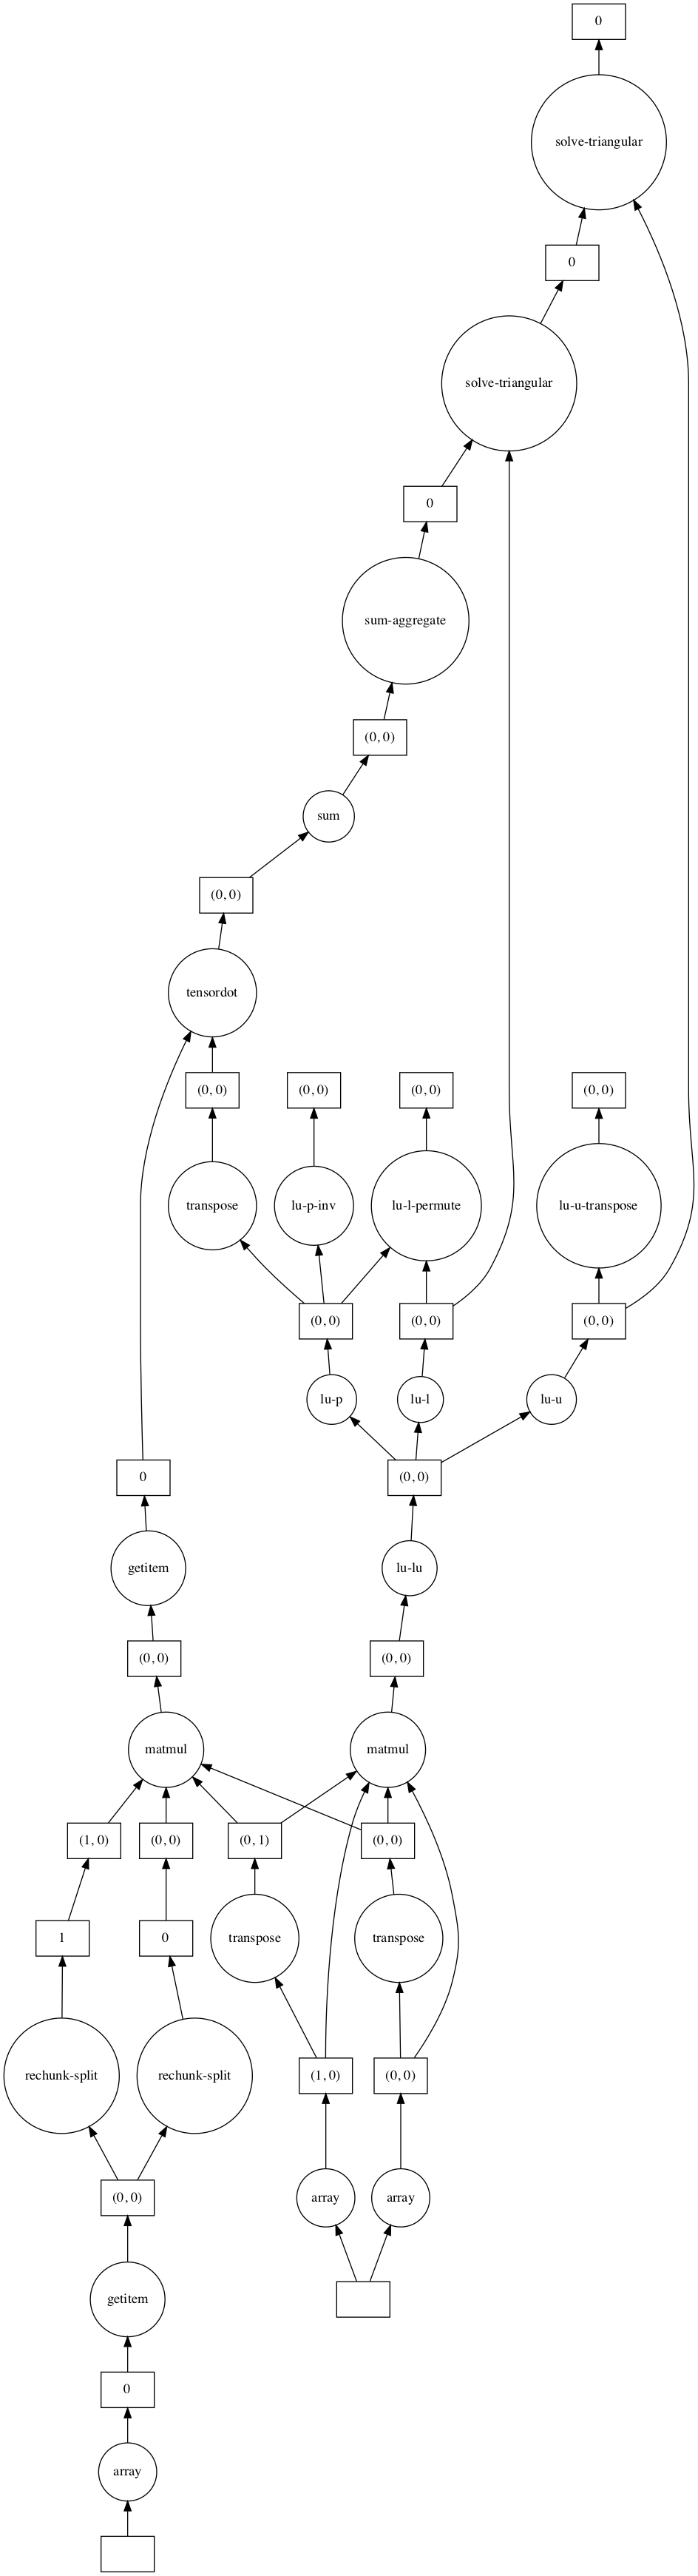 0
solve-triangular
0
solve-triangular
0
sum-aggregate
(0, 0)
sum
(0, 0)
tensordot
(0, 0)
(0, 0)
(0, 0)
(0, 0)
transpose
lu-p-inv
lu-l-permute
lu-u-transpose
(0, 0)
(0, 0)
(0, 0)
lu-p
lu-l
lu-u
0
(0, 0)
getitem
lu-lu
(0, 0)
(0, 0)
matmul
matmul
(1, 0)
(0, 0)
(0, 1)
(0, 0)
1
0
transpose
transpose
rechunk-split
rechunk-split
(1, 0)
(0, 0)
(0, 0)
array
array
getitem
0
array